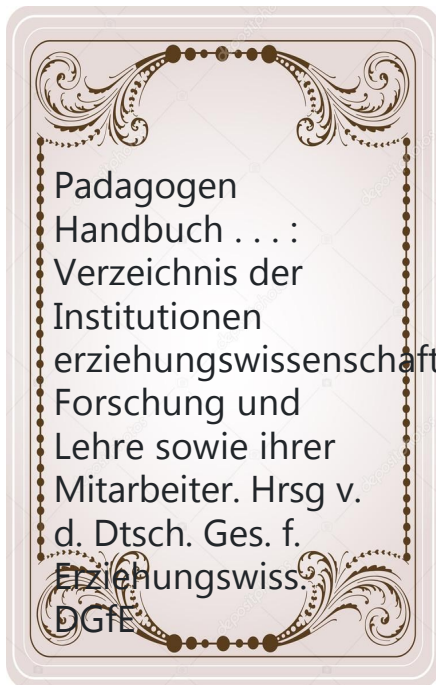 Padagogen
Handbuch . . . :
Verzeichnis der
Institutionen
erziehungswissenschaft
Forschung und
Lehre sowie ihrer
Mitarbeiter. Hrsg v.
d. Dtsch. Ges. f.
Erziehungswiss.
DGfE